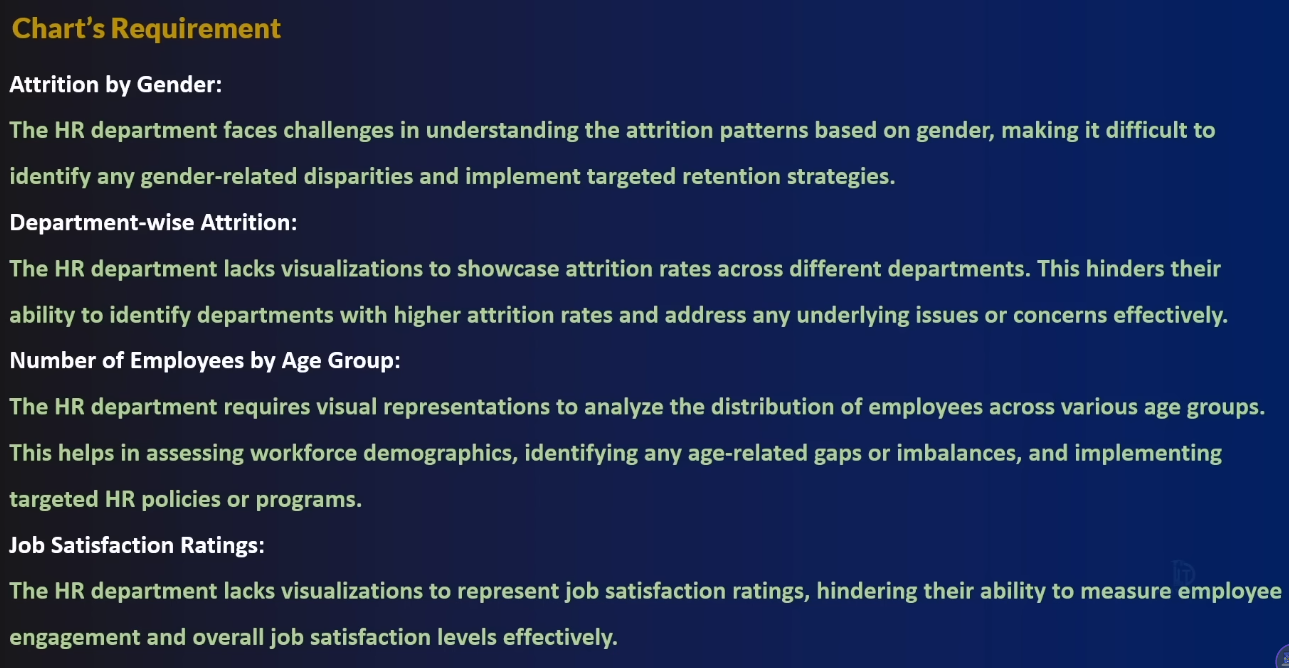 Chart's Requirement
Attrition by Gender:
The HR department faces challenges in understanding the attrition patterns based on gender, making it difficult to
identify any gender-related disparities and implement targeted retention strategies.
Department-wise Attrition:
The HR department lacks visualizations to showcase attrition rates across different departments. This hinders their
ability to identify departments with higher attrition rates and address any underlying issues or concerns effectively.
Number of Employees by Age Group:
The HR department requires visual representations to analyze the distribution of employees across various age groups.
This helps in assessing workforce demographics, identifying any age-related gaps or imbalances, and implementing
targeted HR policies or programs.
Job Satisfaction Ratings:
The HR department lacks visualizations to represent job satisfaction ratings, hindering their ability to measure employee
engagement and overall job satisfaction levels effectively.